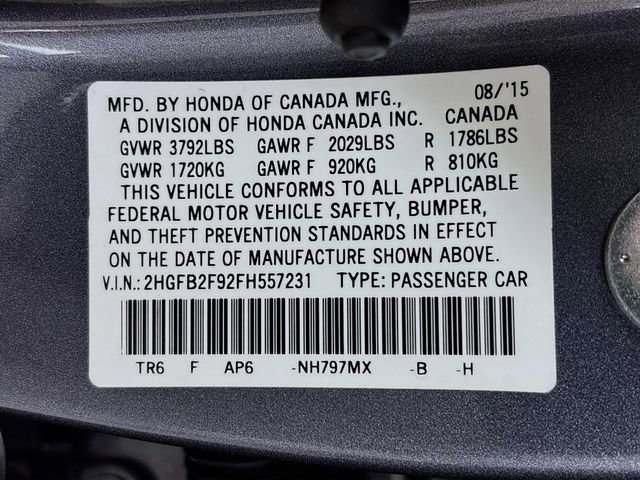 MFD. BY HONDA OF CANADA MFG., 08/'15
A DIVISION OF HONDA CANADA INC. CANADA
GVWR 3792LBS GAWR F 2029LBS R 1786LBS
GVWR 1720KG GAWR F 920KG R 810KG
THIS VEHICLE CONFORMS TO ALL APPLICABLE
FEDERAL MOTOR VEHICLE SAFETY, BUMPER,
AND THEFT PREVENTION STANDARDS IN EFFECT
ON THE DATE OF MANUFACTURE SHOWN ABOVE.
V.I.N.: 2HGFB2F92FH557231 TYPE: PASSENGER CAR
TR6 F AP6 -NH797MX -B -H